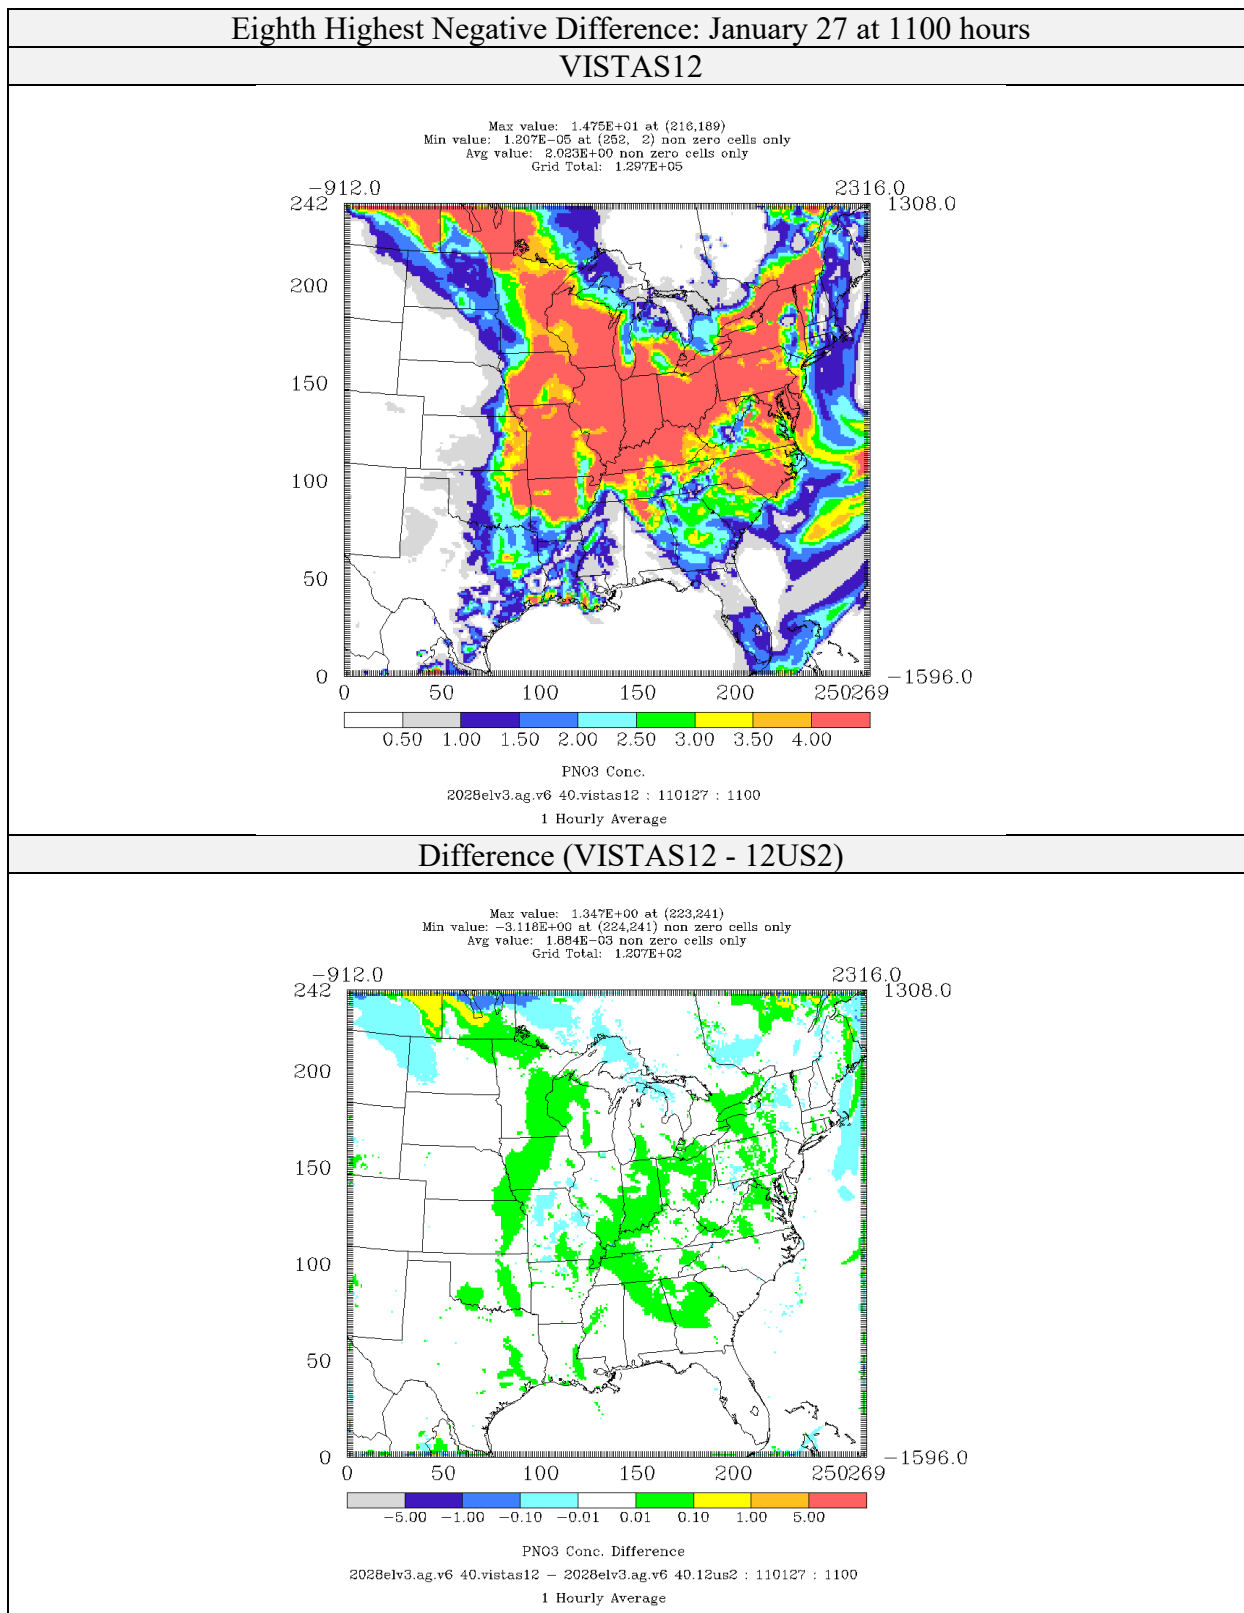 Eighth Highest Negative Difference: January 27 at 1100 hours
VISTAS12
Max value: 1.475E+01 at (216,189)
Min value: 1.207E-05 at (252, 2) non zero cells only
Avg value: 2.023E+00 non zero cells only
Grid Total: 1.297E+05
-912.0 2316.0
242 1308.0
200
150
100
50
0 -1596.0
0 50 100 150 200 250269
0.50 1.00 1.50 2.00 2.50 3.00 3.50 4.00
PNO3 Conc.
2028elv3.ag.v6 40.vistas12 : 110127 : 1100
1 Hourly Average
Difference (VISTAS12 - 12US2)
Max value: 1.347E+00 at (223,241)
Min value: -3.118E+00 at (224,241) non zero cells only
Avg value: 1.884E-03 non zero cells only
Grid Total: 1.207E+02
-912.0 2316.0
242 1308.0
200
150
100
50
0 -1596.0
0 50 100 150 200 250269
-5.00 -1.00 -0.10 -0.01 0.01 0.10 1.00 5.00
PNO3 Conc. Difference
2028elv3.ag.v6 40.vistas12 - 2028elv3.ag.v6 40.12us2 : 110127 : 1100
1 Hourly Average